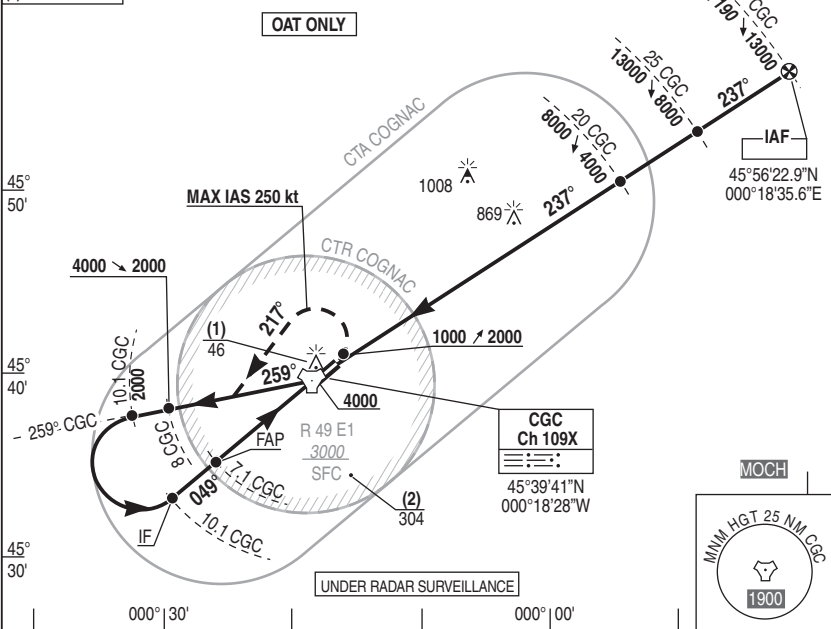 OAT ONLY
CGC
190 ↓ 13000
25 CGC
13000 ↓ 8000
20 CGC
8000 ↓ 4000
237°
237°
IAF
45°56'22.9"N
000°18'35.6"E
CTA COGNAC
1008
869
45°
50'
MAX IAS 250 kt
CTR COGNAC
4000 ↘ 2000
217°
(1)
46
1000 ↗ 2000
45°
40'
10.1 CGC
2000
259°
4000
259° CGC
8 CGC
FAP
R 49 E1
3000
SFC
CGC
Ch 109X
45°39'41"N
000°18'28"W
7.1 CGC
049°
(2)
304
IF
10.1 CGC
45°
30'
UNDER RADAR SURVEILLANCE
MOCH
MNM HGT 25 NM CGC
1900
000°30'
000°00'